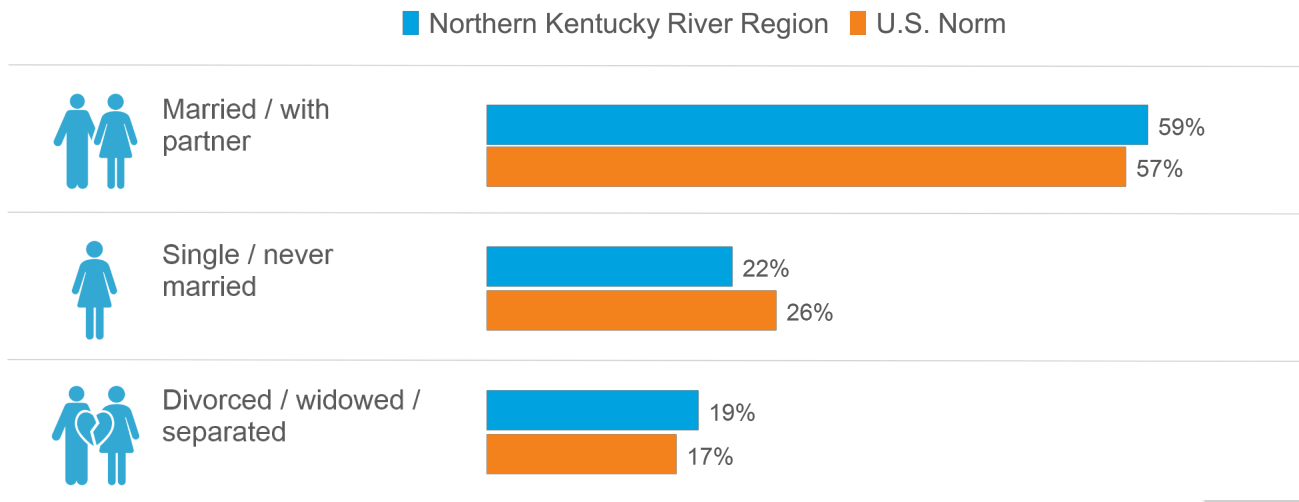 Northern Kentucky River Region U.S. Norm
Married / with
partner
59%
57%
Single / never
married
22%
26%
Divorced / widowed /
separated
19%
17%